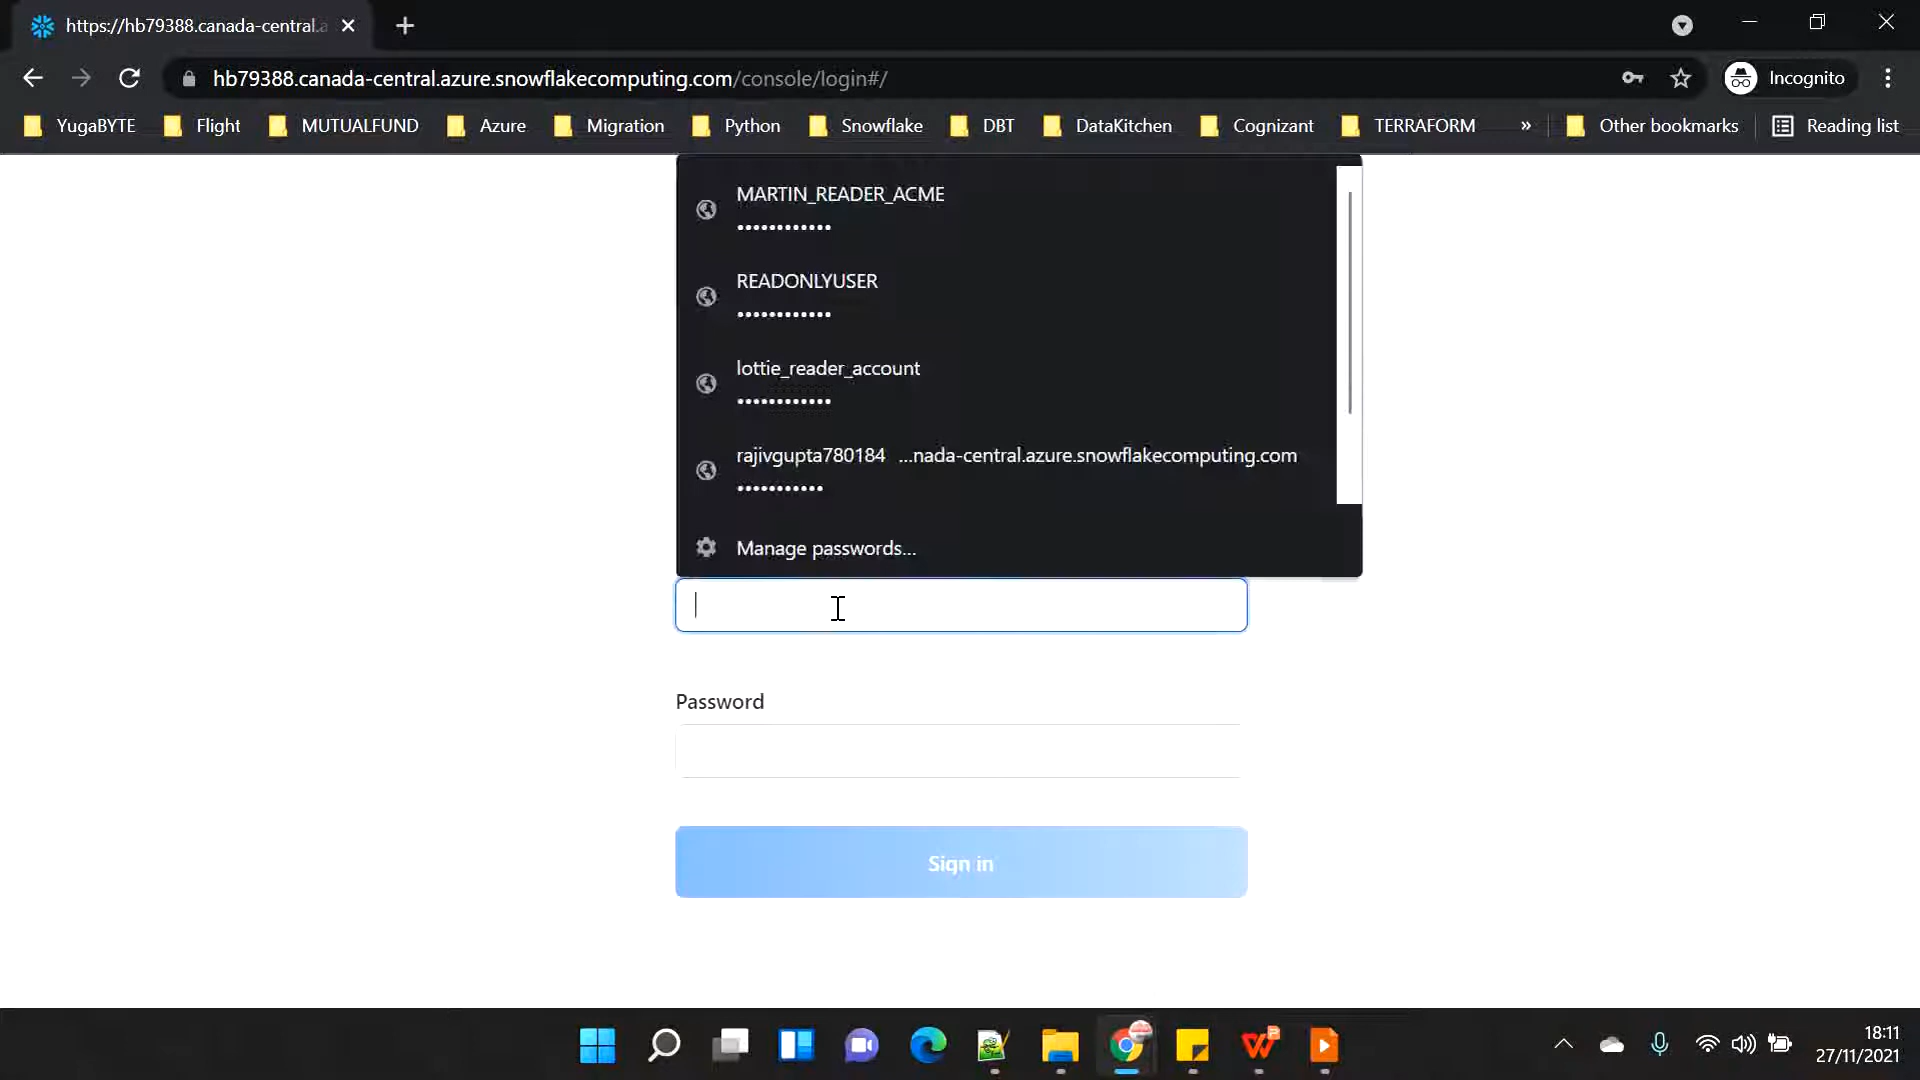 https://hb79388.canada-central.a
hb79388.canada-central.azure.snowflakecomputing.com/console/login#/
Incognito
YugaBYTE
Flight
MUTUALFUND
Azure
Migration
Python
Snowflake
DBT
DataKitchen
Cognizant
TERRAFORM
»
Other bookmarks
Reading list
MARTIN_READER_ACME
••••••••••••
READONLYUSER
••••••••••••
lottie_reader_account
••••••••••••
rajivgupta780184 ...nada-central.azure.snowflakecomputing.com
•••••••••••
Manage passwords...
Password
Sign in
18:11
27/11/2021